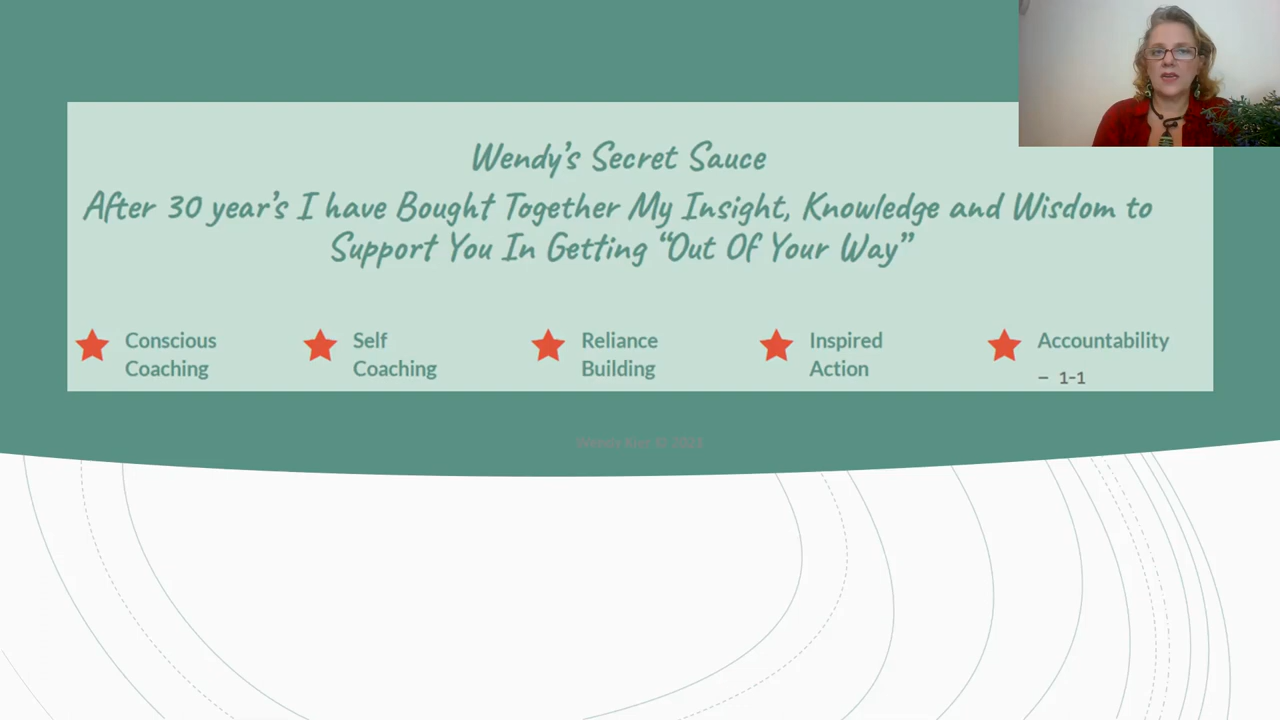 Wendy's Secret Sauce
After 30 year's I have Bought Together My Insight, Knowledge and Wisdom to
Support You In Getting “Out Of Your Way”
Conscious
Coaching
Self
Coaching
Reliance
Building
Inspired
Action
Accountability
– 1-1